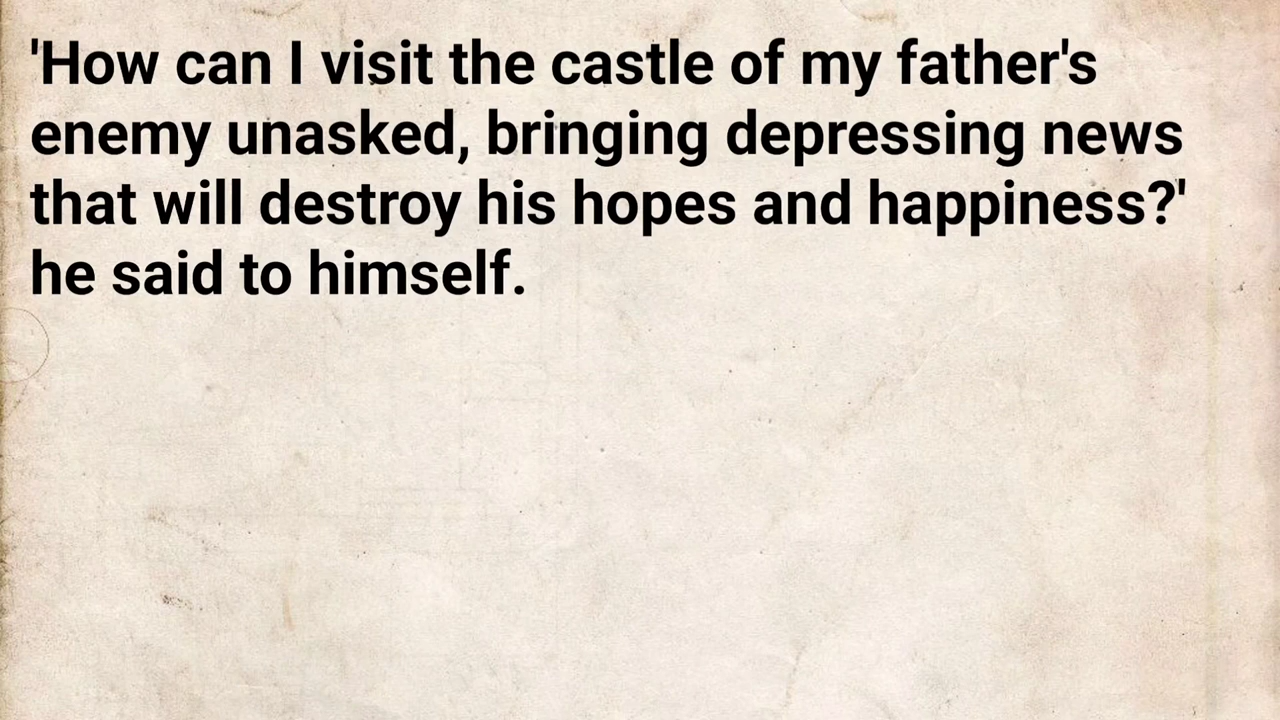 'How can I visit the castle of my father's
enemy unasked, bringing depressing news
that will destroy his hopes and happiness?'
he said to himself.